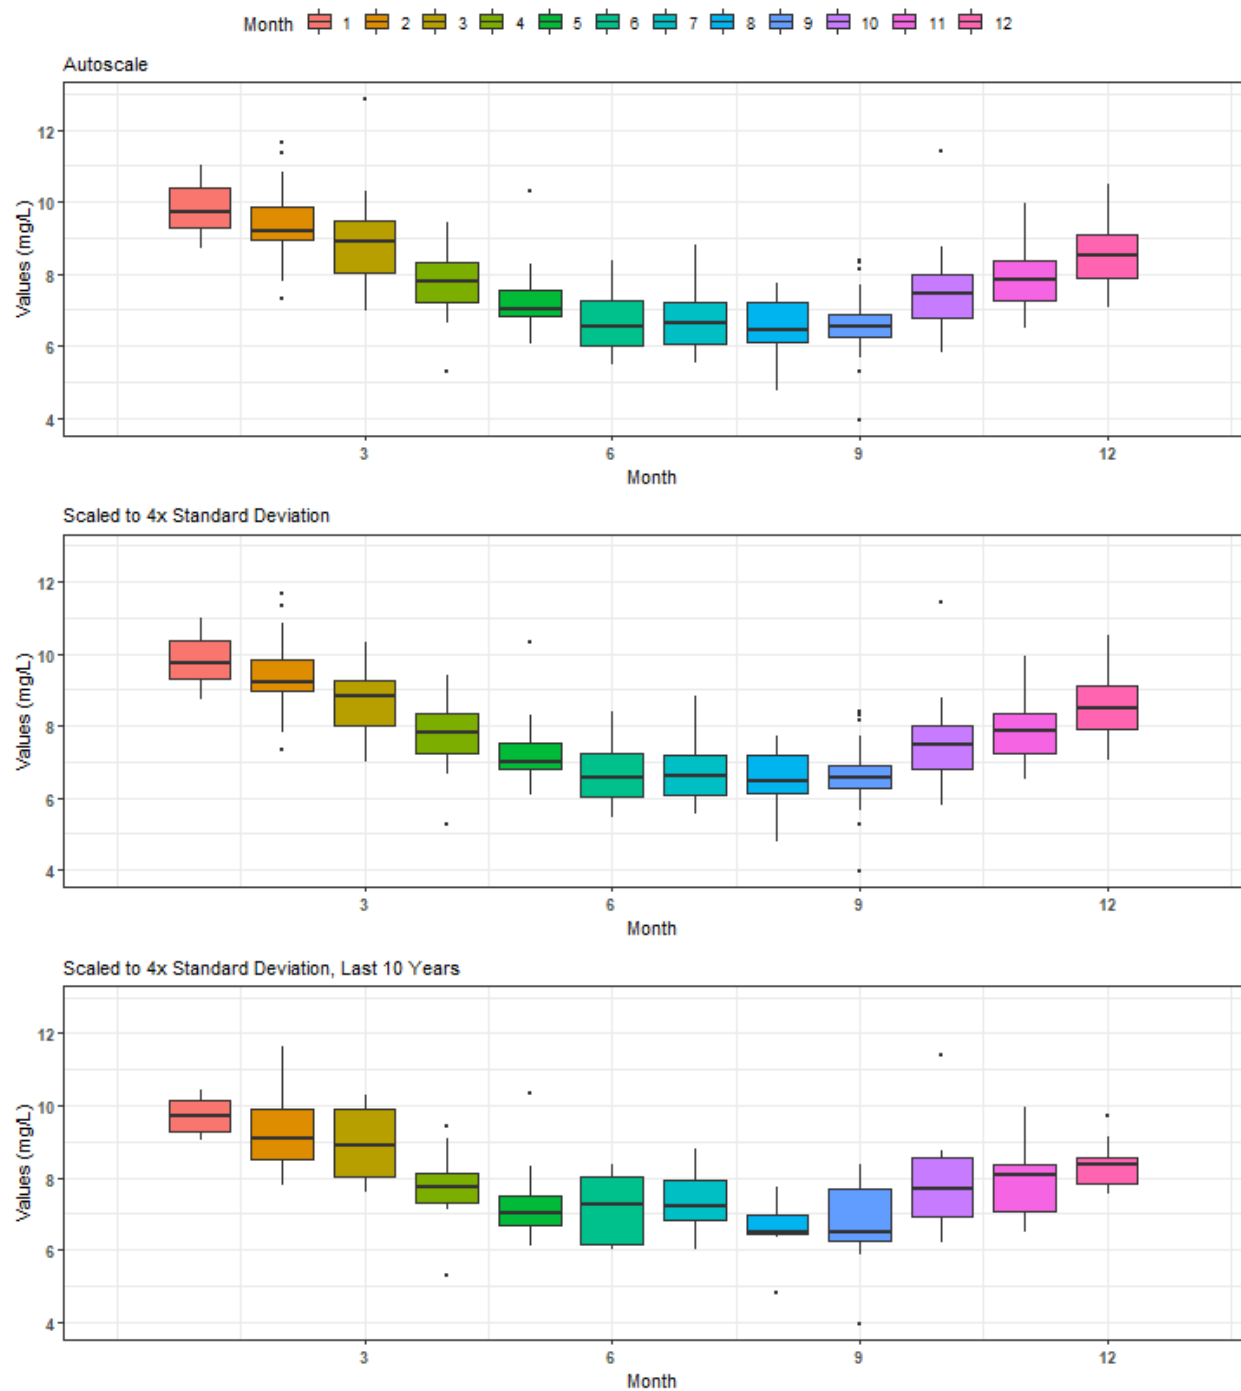 Month 1 2 3 4 5 6 7 8 9 10 11 12
Autoscale
Values (mg/L)
12
10
8
6
4
3 6 9 12
Month
Scaled to 4x Standard Deviation
Values (mg/L)
12
10
8
6
4
3 6 9 12
Month
Scaled to 4x Standard Deviation, Last 10 Years
Values (mg/L)
12
10
8
6
4
3 6 9 12
Month